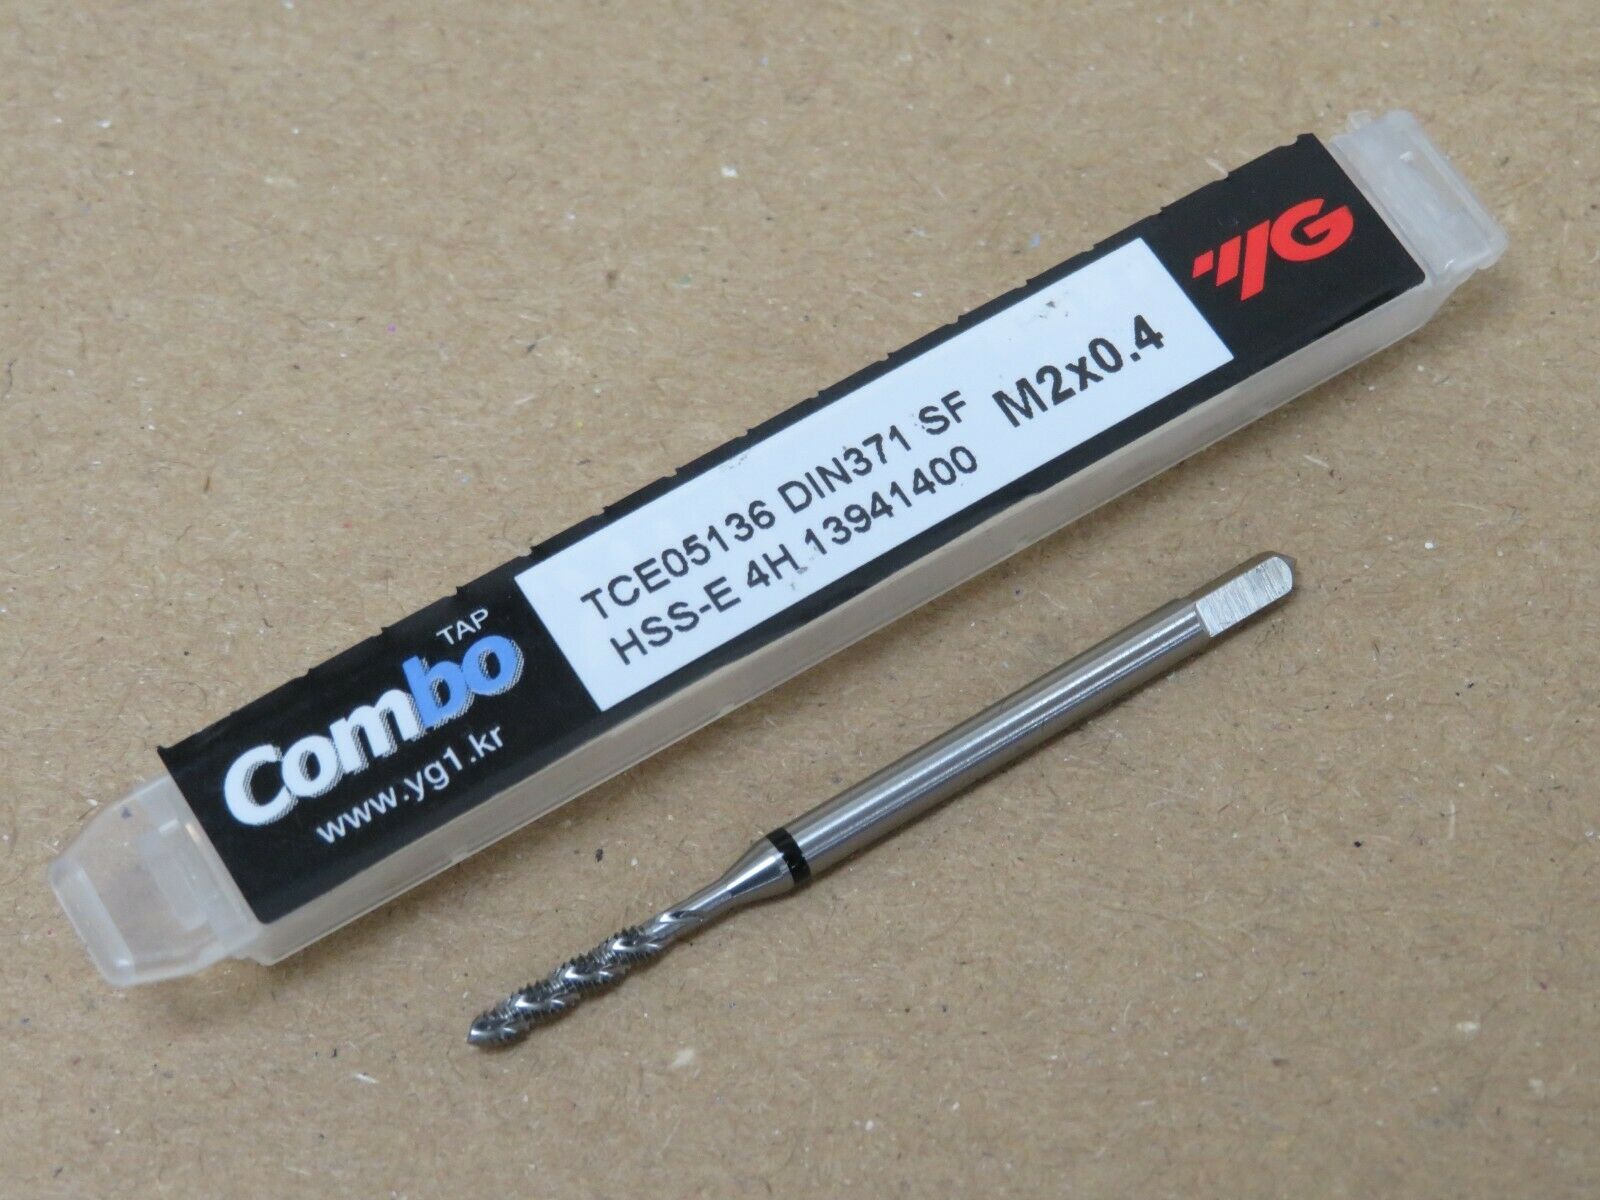 YG
M2x0.4
TCE05136 DIN371 SF
HSS-E 4H 13941400
TAP
Combo
www.yg1.kr